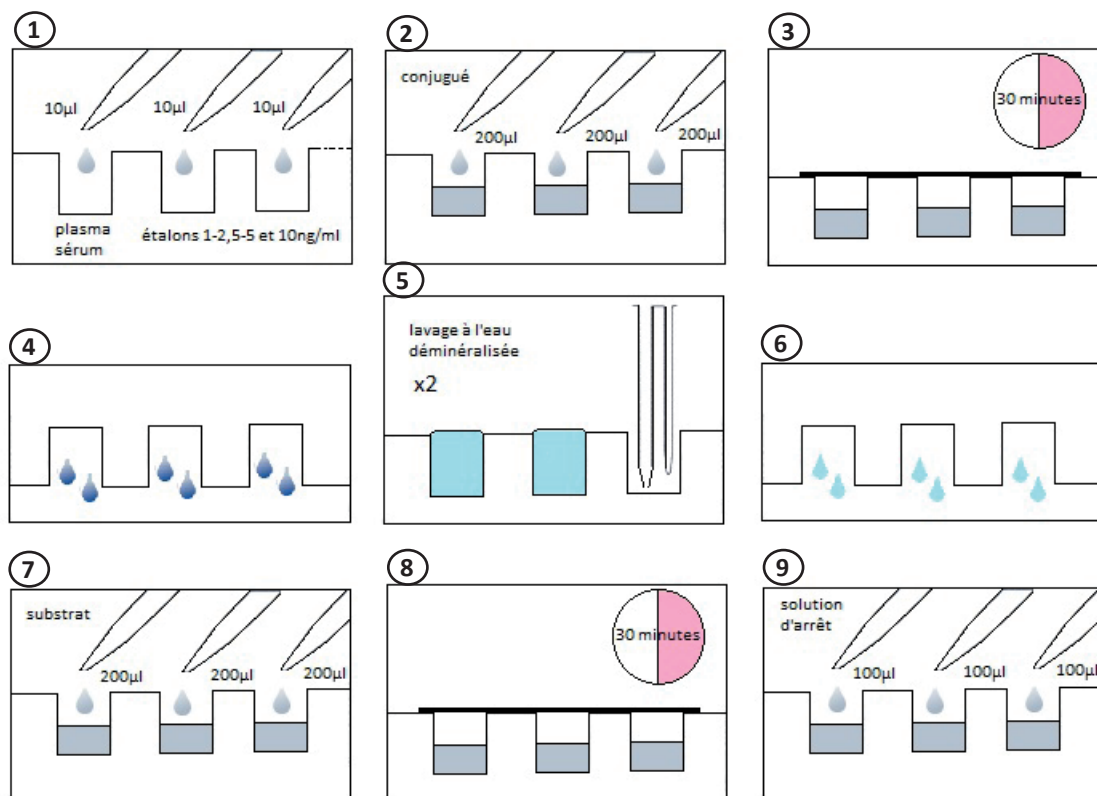 1
10µl
10µl
10µl
plasma
sérum
étalons 1-2,5-5 et 10ng/ml
2
conjugué
200µl
200µl
200µl
3
30 minutes
4
5
lavage à l'eau
déminéralisée
x2
6
7
substrat
200µl
200µl
200µl
8
30 minutes
9
solution
d'arrêt
100µl
100µl
100µl